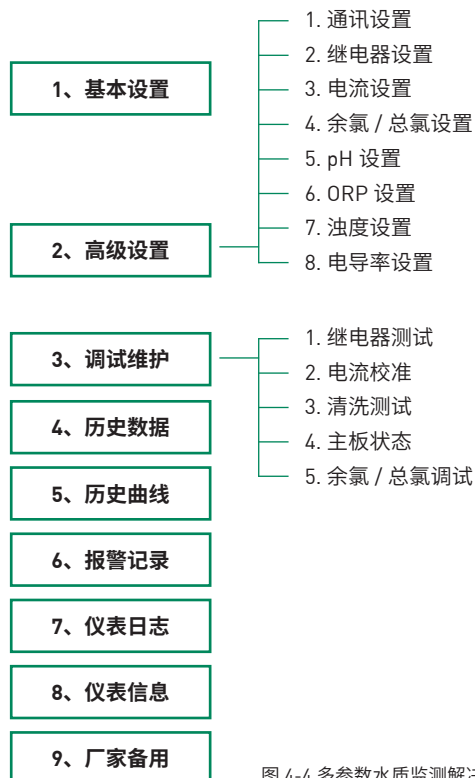 1、基本设置
2、高级设置
1. 通讯设置
2. 继电器设置
3. 电流设置
4. 余氯 / 总氯设置
5. pH 设置
6. ORP 设置
7. 浊度设置
8. 电导率设置
3、调试维护
1. 继电器测试
2. 电流校准
3. 清洗测试
4. 主板状态
5. 余氯 / 总氯调试
4、历史数据
5、历史曲线
6、报警记录
7、仪表日志
8、仪表信息
9、厂家备用
图 4-4 多参数水质监测解决